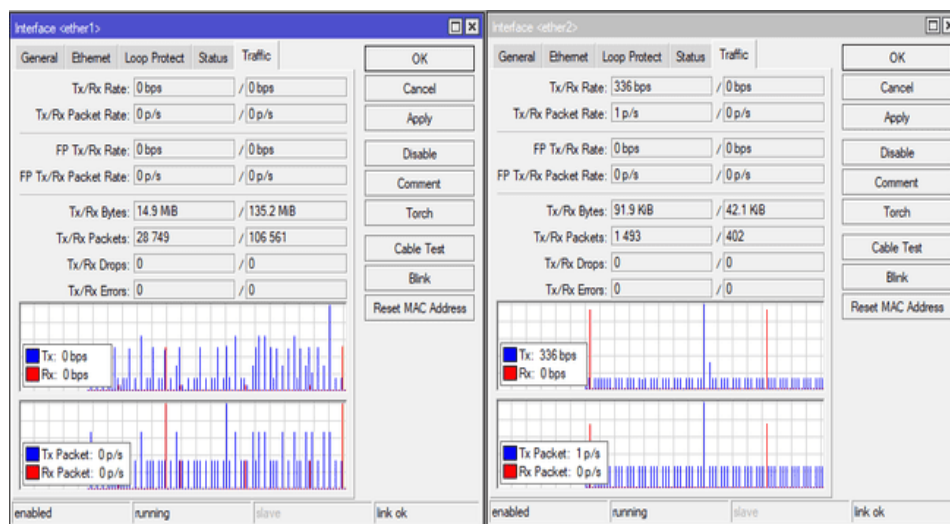 Interface <ether1>
General Ethernet Loop Protect Status Traffic
Tx/Rx Rate: 0 bps / 0 bps
Tx/Rx Packet Rate: 0 p/s / 0 p/s
FP Tx/Rx Rate: 0 bps / 0 bps
FP Tx/Rx Packet Rate: 0 p/s / 0 p/s
Tx/Rx Bytes: 14.9 MiB / 135.2 MiB
Tx/Rx Packets: 28 749 / 106 561
Tx/Rx Drops: 0 / 0
Tx/Rx Errors: 0 / 0
Tx: 0 bps
Rx: 0 bps
Tx Packet: 0 p/s
Rx Packet: 0 p/s
OK
Cancel
Apply
Disable
Comment
Torch
Cable Test
Blink
Reset MAC Address
enabled running slave link ok
Interface <ether2>
General Ethernet Loop Protect Status Traffic
Tx/Rx Rate: 336 bps / 0 bps
Tx/Rx Packet Rate: 1 p/s / 0 p/s
FP Tx/Rx Rate: 0 bps / 0 bps
FP Tx/Rx Packet Rate: 0 p/s / 0 p/s
Tx/Rx Bytes: 91.9 KiB / 42.1 KiB
Tx/Rx Packets: 1 493 / 402
Tx/Rx Drops: 0 / 0
Tx/Rx Errors: 0 / 0
Tx: 336 bps
Rx: 0 bps
Tx Packet: 1 p/s
Rx Packet: 0 p/s
OK
Cancel
Apply
Disable
Comment
Torch
Cable Test
Blink
Reset MAC Address
enabled running slave link ok